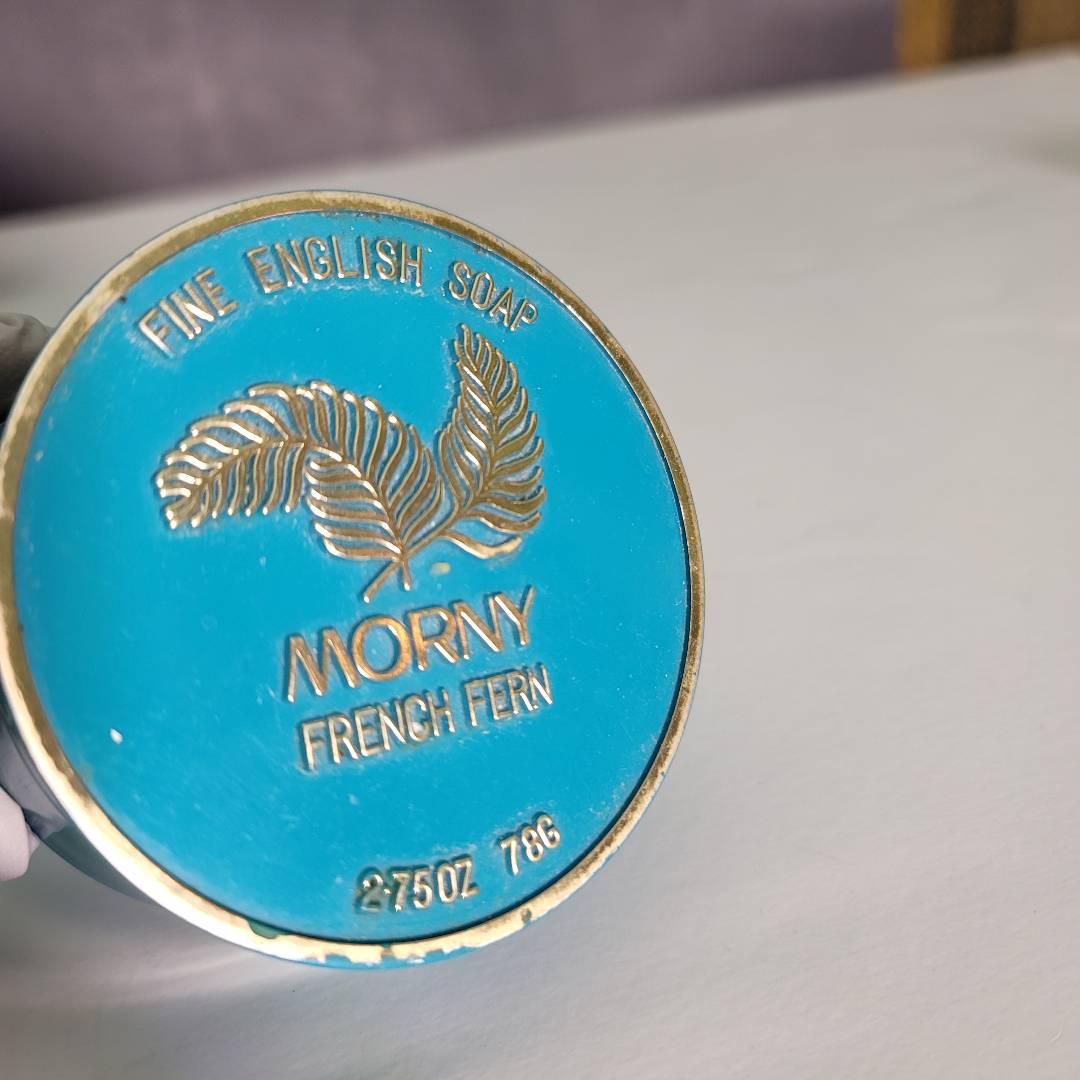 FINE ENGLISH SOAP
MORNY
FRENCH FERN
2·75OZ 78G